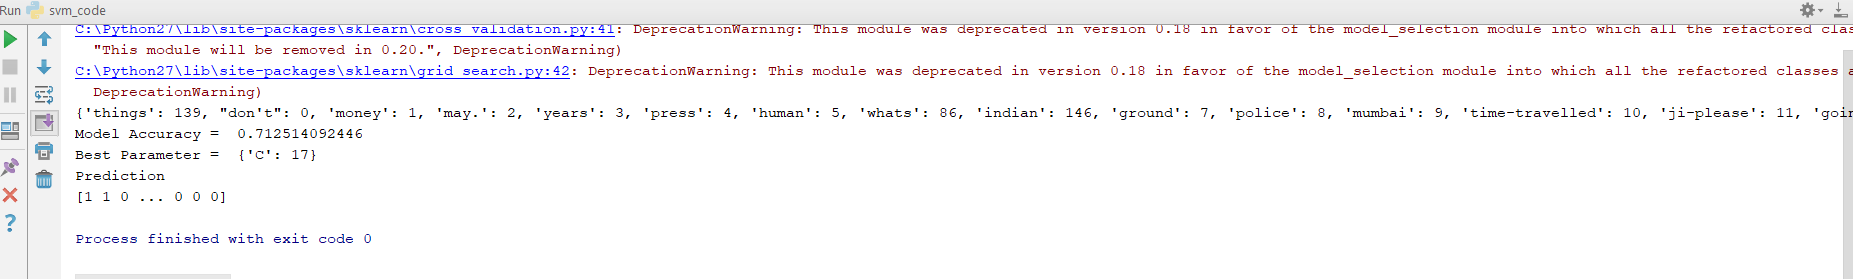 Run svm_code
C:\Python27\lib\site-packages\sklearn\cross_validation.py:41: DeprecationWarning: This module was deprecated in version 0.18 in favor of the model_selection module into which all the refactored clas
"This module will be removed in 0.20.", DeprecationWarning)
C:\Python27\lib\site-packages\sklearn\grid_search.py:42: DeprecationWarning: This module was deprecated in version 0.18 in favor of the model_selection module into which all the refactored classes a
DeprecationWarning)
{'things': 139, "don't": 0, 'money': 1, 'may.': 2, 'years': 3, 'press': 4, 'human': 5, 'whats': 86, 'indian': 146, 'ground': 7, 'police': 8, 'mumbai': 9, 'time-travelled': 10, 'ji-please': 11, 'goin
Model Accuracy =  0.712514092446
Best Parameter =  {'C': 17}
Prediction
[1 1 0 ... 0 0 0]
Process finished with exit code 0